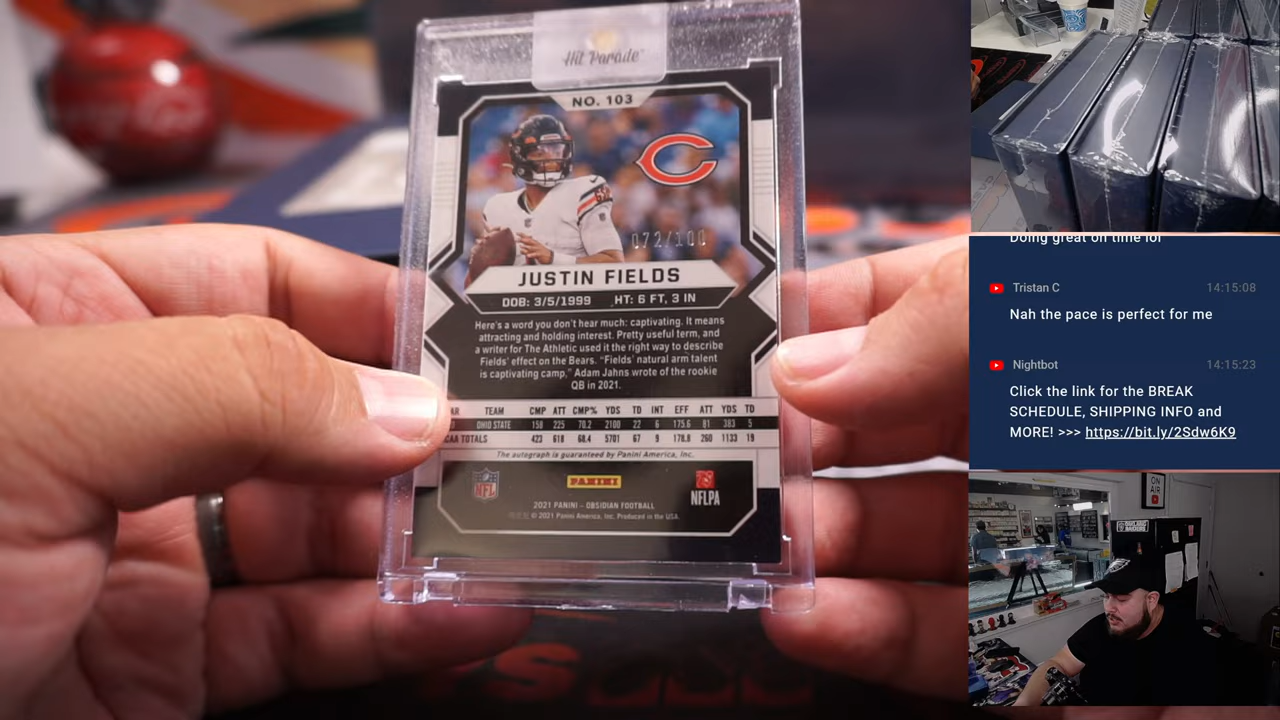 Hit Parade
NO. 103
072/100
JUSTIN FIELDS
DOB: 3/5/1999 HT: 6 FT, 3 IN
Here's a word you don't hear much: captivating. It means
attracting and holding interest. Pretty useful term, and
a writer for The Athletic used it the right way to describe
Fields' effect on the Bears. "Fields' natural arm talent
is captivating camp," Adam Jahns wrote of the rookie
QB in 2021.
TEAM CMP ATT CMP% YDS TD INT EFF ATT YDS TD
OHIO STATE 158 225 70.2 2100 22 6 175.6 81 383 5
TOTALS 423 618 68.4 5701 67 9 178.8 260 1133 19
The autograph is guaranteed by Panini America, Inc.
NFL
PANINI
NFLPA
2021 PANINI - OBSIDIAN FOOTBALL
© 2021 Panini America, Inc. Produced in the USA.
Doing great on time for
Tristan C 14:15:08
Nah the pace is perfect for me
Nightbot 14:15:23
Click the link for the BREAK
SCHEDULE, SHIPPING INFO and
MORE! >>> https://bit.ly/2Sdw6K9
ON
AIR